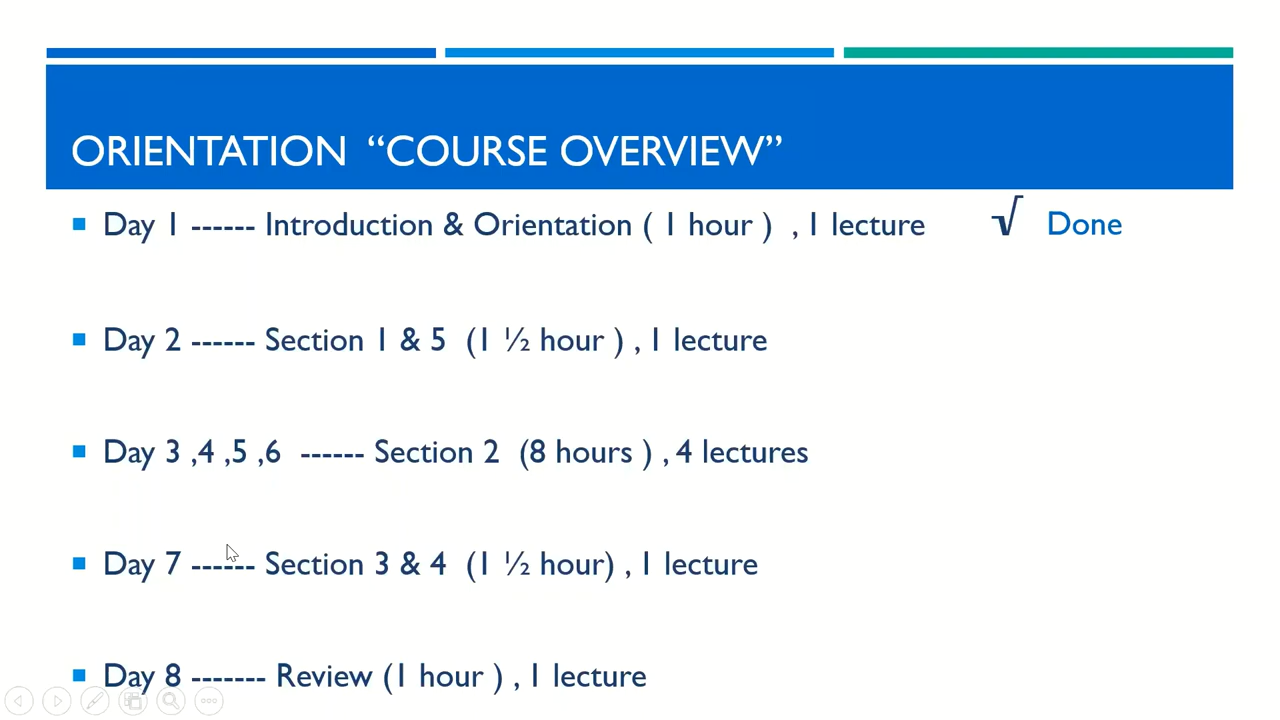 ORIENTATION “COURSE OVERVIEW”
Day 1 ------ Introduction & Orientation ( 1 hour ) , 1 lecture √ Done
Day 2 ------ Section 1 & 5 (1 ½ hour ) , 1 lecture
Day 3 ,4 ,5 ,6 ------ Section 2 (8 hours ) , 4 lectures
Day 7 ------ Section 3 & 4 (1 ½ hour) , 1 lecture
Day 8 ------- Review (1 hour ) , 1 lecture